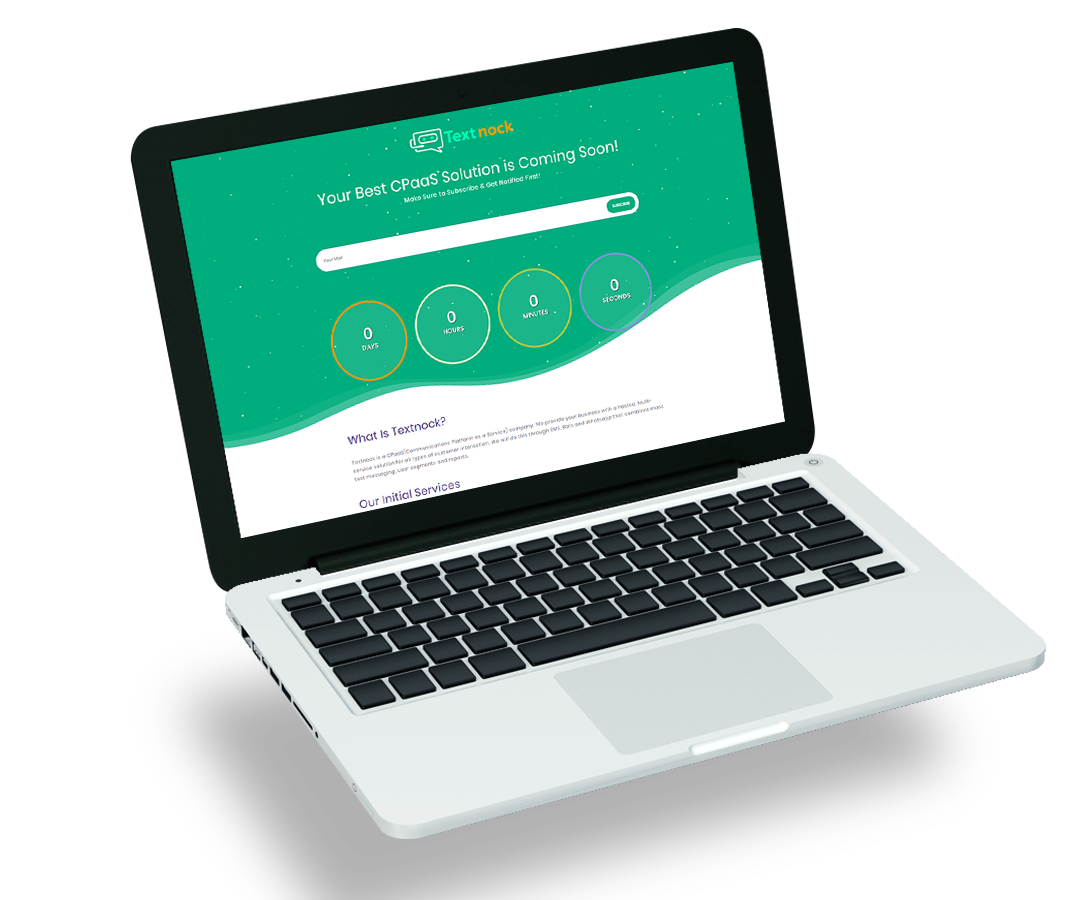 Textnock
Your Best CPaaS Solution is Coming Soon!
Make Sure to Subscribe & Get Notified First!
Your Mail
SUBSCRIBE
0
DAYS
0
HOURS
0
MINUTES
0
SECONDS
What Is Textnock?
Textnock is a CPaaS(Communications Platform as a Service) company. We provide your Business with a Hosted, Multi-
service solution for all types of customer interaction. We will do this through SMS, Bots and Whatsapp that combines mass
text messaging, user segments and reports.
Our Initial Services